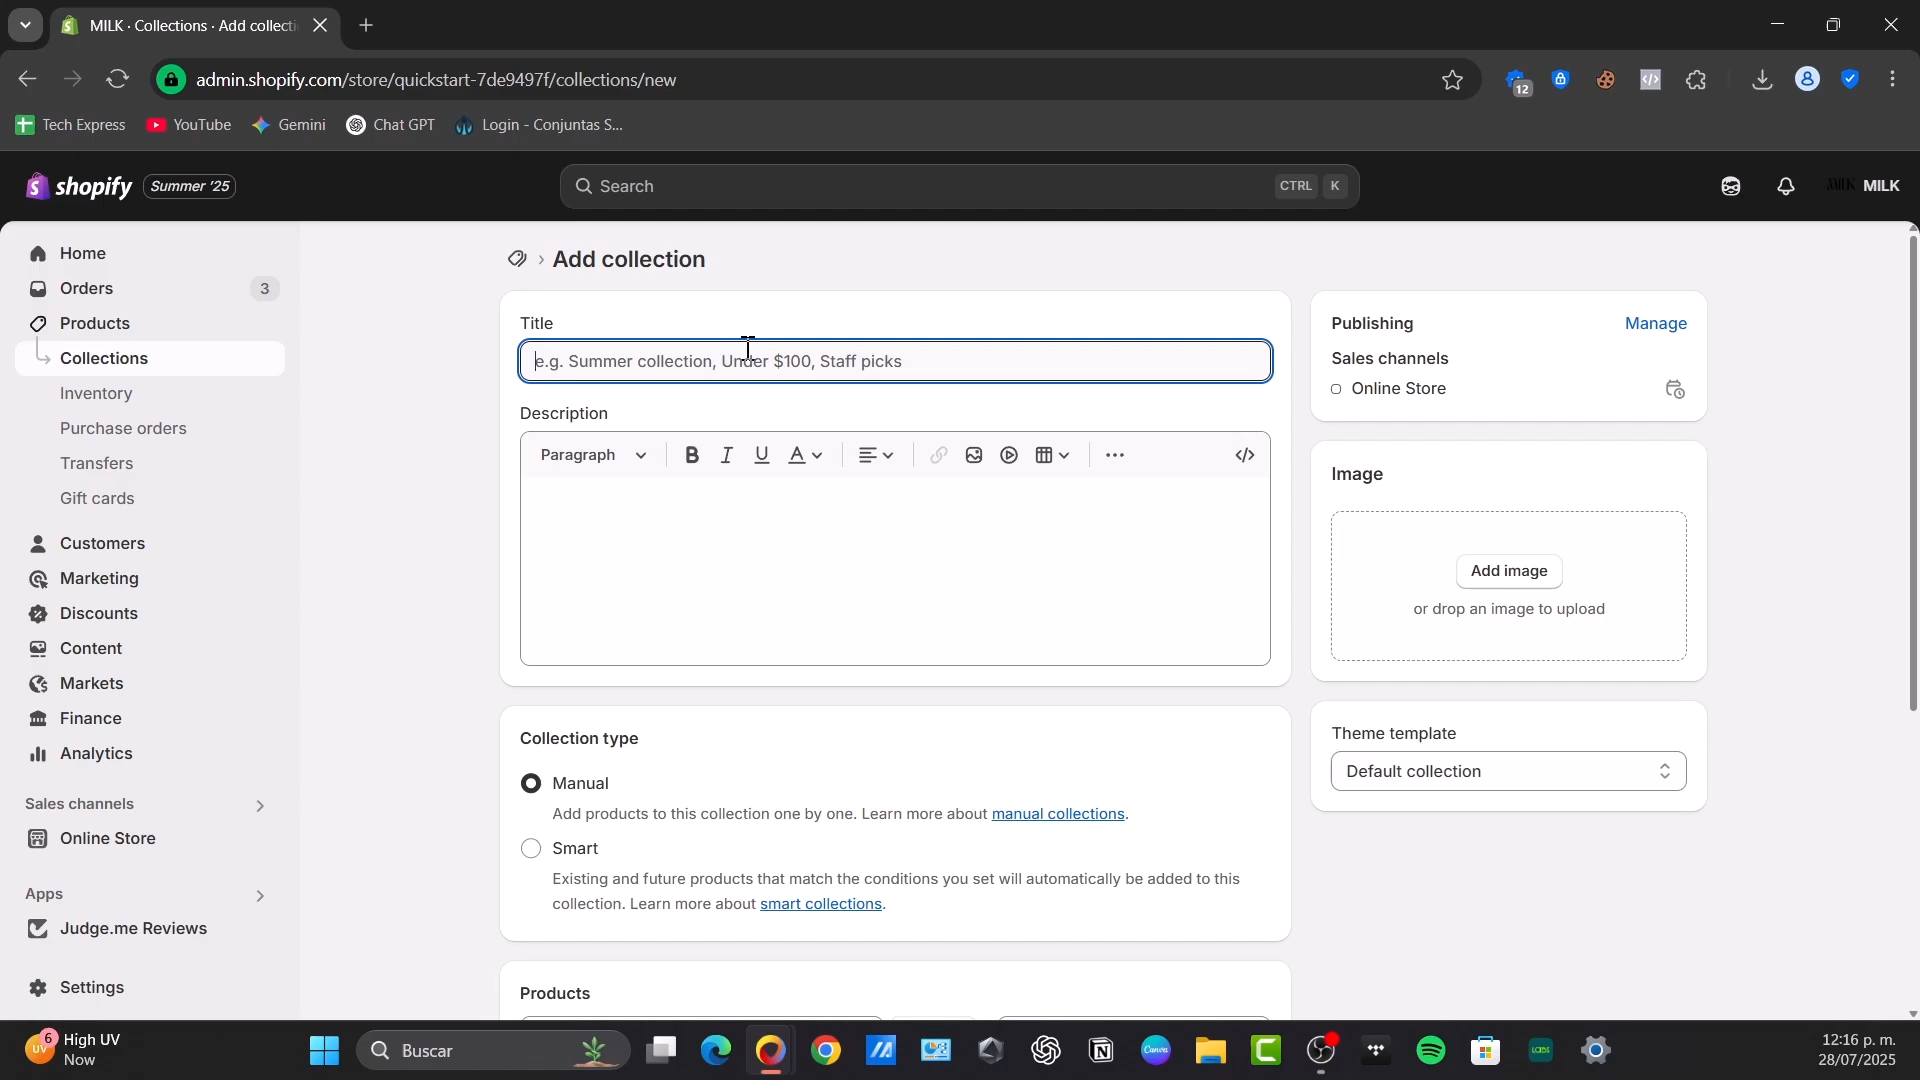 MILK · Collections · Add collecti
admin.shopify.com/store/quickstart-7de9497f/collections/new
12
Tech Express
YouTube
Gemini
Chat GPT
Login - Conjuntas S...
shopify
Summer '25
Search
CTRL
K
MILK
Home
Orders
3
Products
Collections
Inventory
Purchase orders
Transfers
Gift cards
Customers
Marketing
Discounts
Content
Markets
Finance
Analytics
Sales channels
Online Store
Apps
Judge.me Reviews
Settings
Add collection
Title
e.g. Summer collection, Under $100, Staff picks
Description
Paragraph
Collection type
Manual
Add products to this collection one by one. Learn more about manual collections.
Smart
Existing and future products that match the conditions you set will automatically be added to this
collection. Learn more about smart collections.
Products
Publishing
Manage
Sales channels
Online Store
Image
Add image
or drop an image to upload
Theme template
Default collection
UV
6
High UV
Now
Buscar
Canva
LABS
12:16 p. m.
28/07/2025